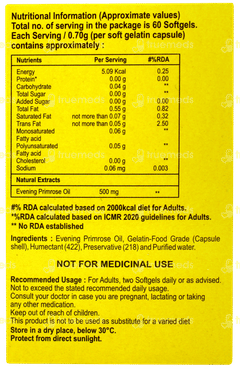 Nutritional Information (Approximate values)
Total no. of serving in the package is 60 Softgels.
Each Serving / 0.70g (per soft gelatin capsule)
contains approximately :
Nutrients Per Serving #%RDA
Energy 5.09 Kcal 0.25
Protein* 0.00 g **
Carbohydrate 0.04 g **
Total Sugar 0.00 g **
Added Sugar 0.00 g 0.00
Total Fat 0.55 g 0.82
Saturated Fat not more than 0.07 g 0.32
Trans Fat not more than 0.05 g 2.50
Monosaturated 0.06 g **
Fatty acid
Polyunsaturated 0.05 g **
Fatty acid
Cholesterol 0.00 g **
Sodium 0.06 mg 0.003
Natural Extracts
Evening Primrose Oil 500 mg **
#% RDA calculated based on 2000kcal diet for Adults.
*%RDA calculated based on ICMR 2020 guidelines for Adults.
** No RDA established
Ingredients : Evening Primrose Oil, Gelatin-Food Grade (Capsule
shell), Humectant (422), Preservative (218) and Purified water.
NOT FOR MEDICINAL USE
Recommended Usage : For Adults, two Softgels daily or as advised.
Not to exceed the stated recommended daily usage.
Consult your doctor in case you are pregnant, lactating or taking
any other medication.
Keep out of reach of children.
This product is not to be used as substitute for a varied diet
Store in a dry place, below 30°C.
Protect from direct sunlight.